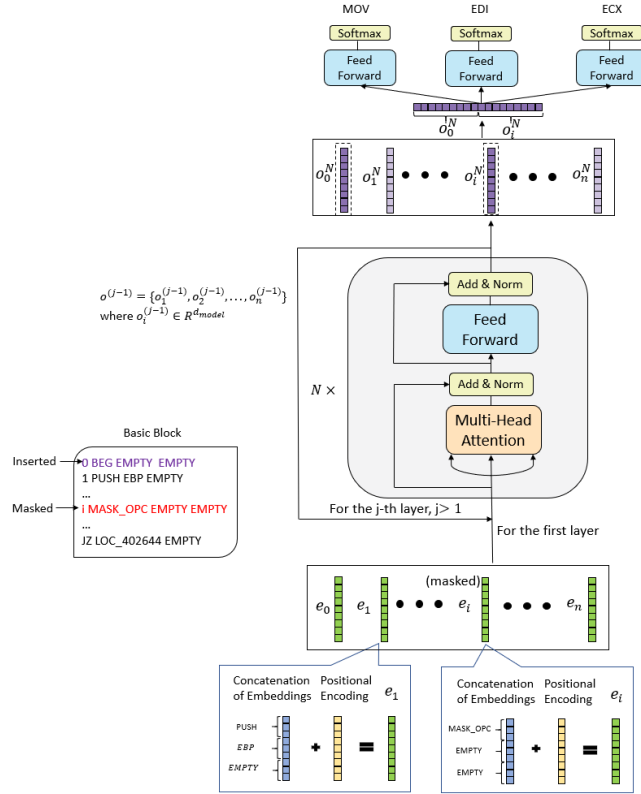 MOV EDI ECX
Softmax Softmax Softmax
Feed Forward Feed Forward Feed Forward
o_0^N o_i^N
o_0^N o_1^N • • • o_i^N • • • o_n^N
Add & Norm
o^{(j-1)} = {o_1^{(j-1)}, o_2^{(j-1)}, ..., o_n^{(j-1)}}
where o_i^{(j-1)} ∈ R^{d_{model}}
Feed
Forward
N ×
Add & Norm
Multi-Head
Attention
Basic Block
Inserted
0 BEG EMPTY EMPTY
1 PUSH EBP EMPTY
...
Masked
i MASK_OPC EMPTY EMPTY
...
JZ LOC_402644 EMPTY
For the j-th layer, j> 1
For the first layer
(masked)
e_0 e_1 • • • e_i • • • e_n
Concatenation of Embeddings
Positional Encoding
e_1
PUSH
EBP
EMPTY
+ =
Concatenation of Embeddings
Positional Encoding
e_i
MASK_OPC
EMPTY
EMPTY
+ =